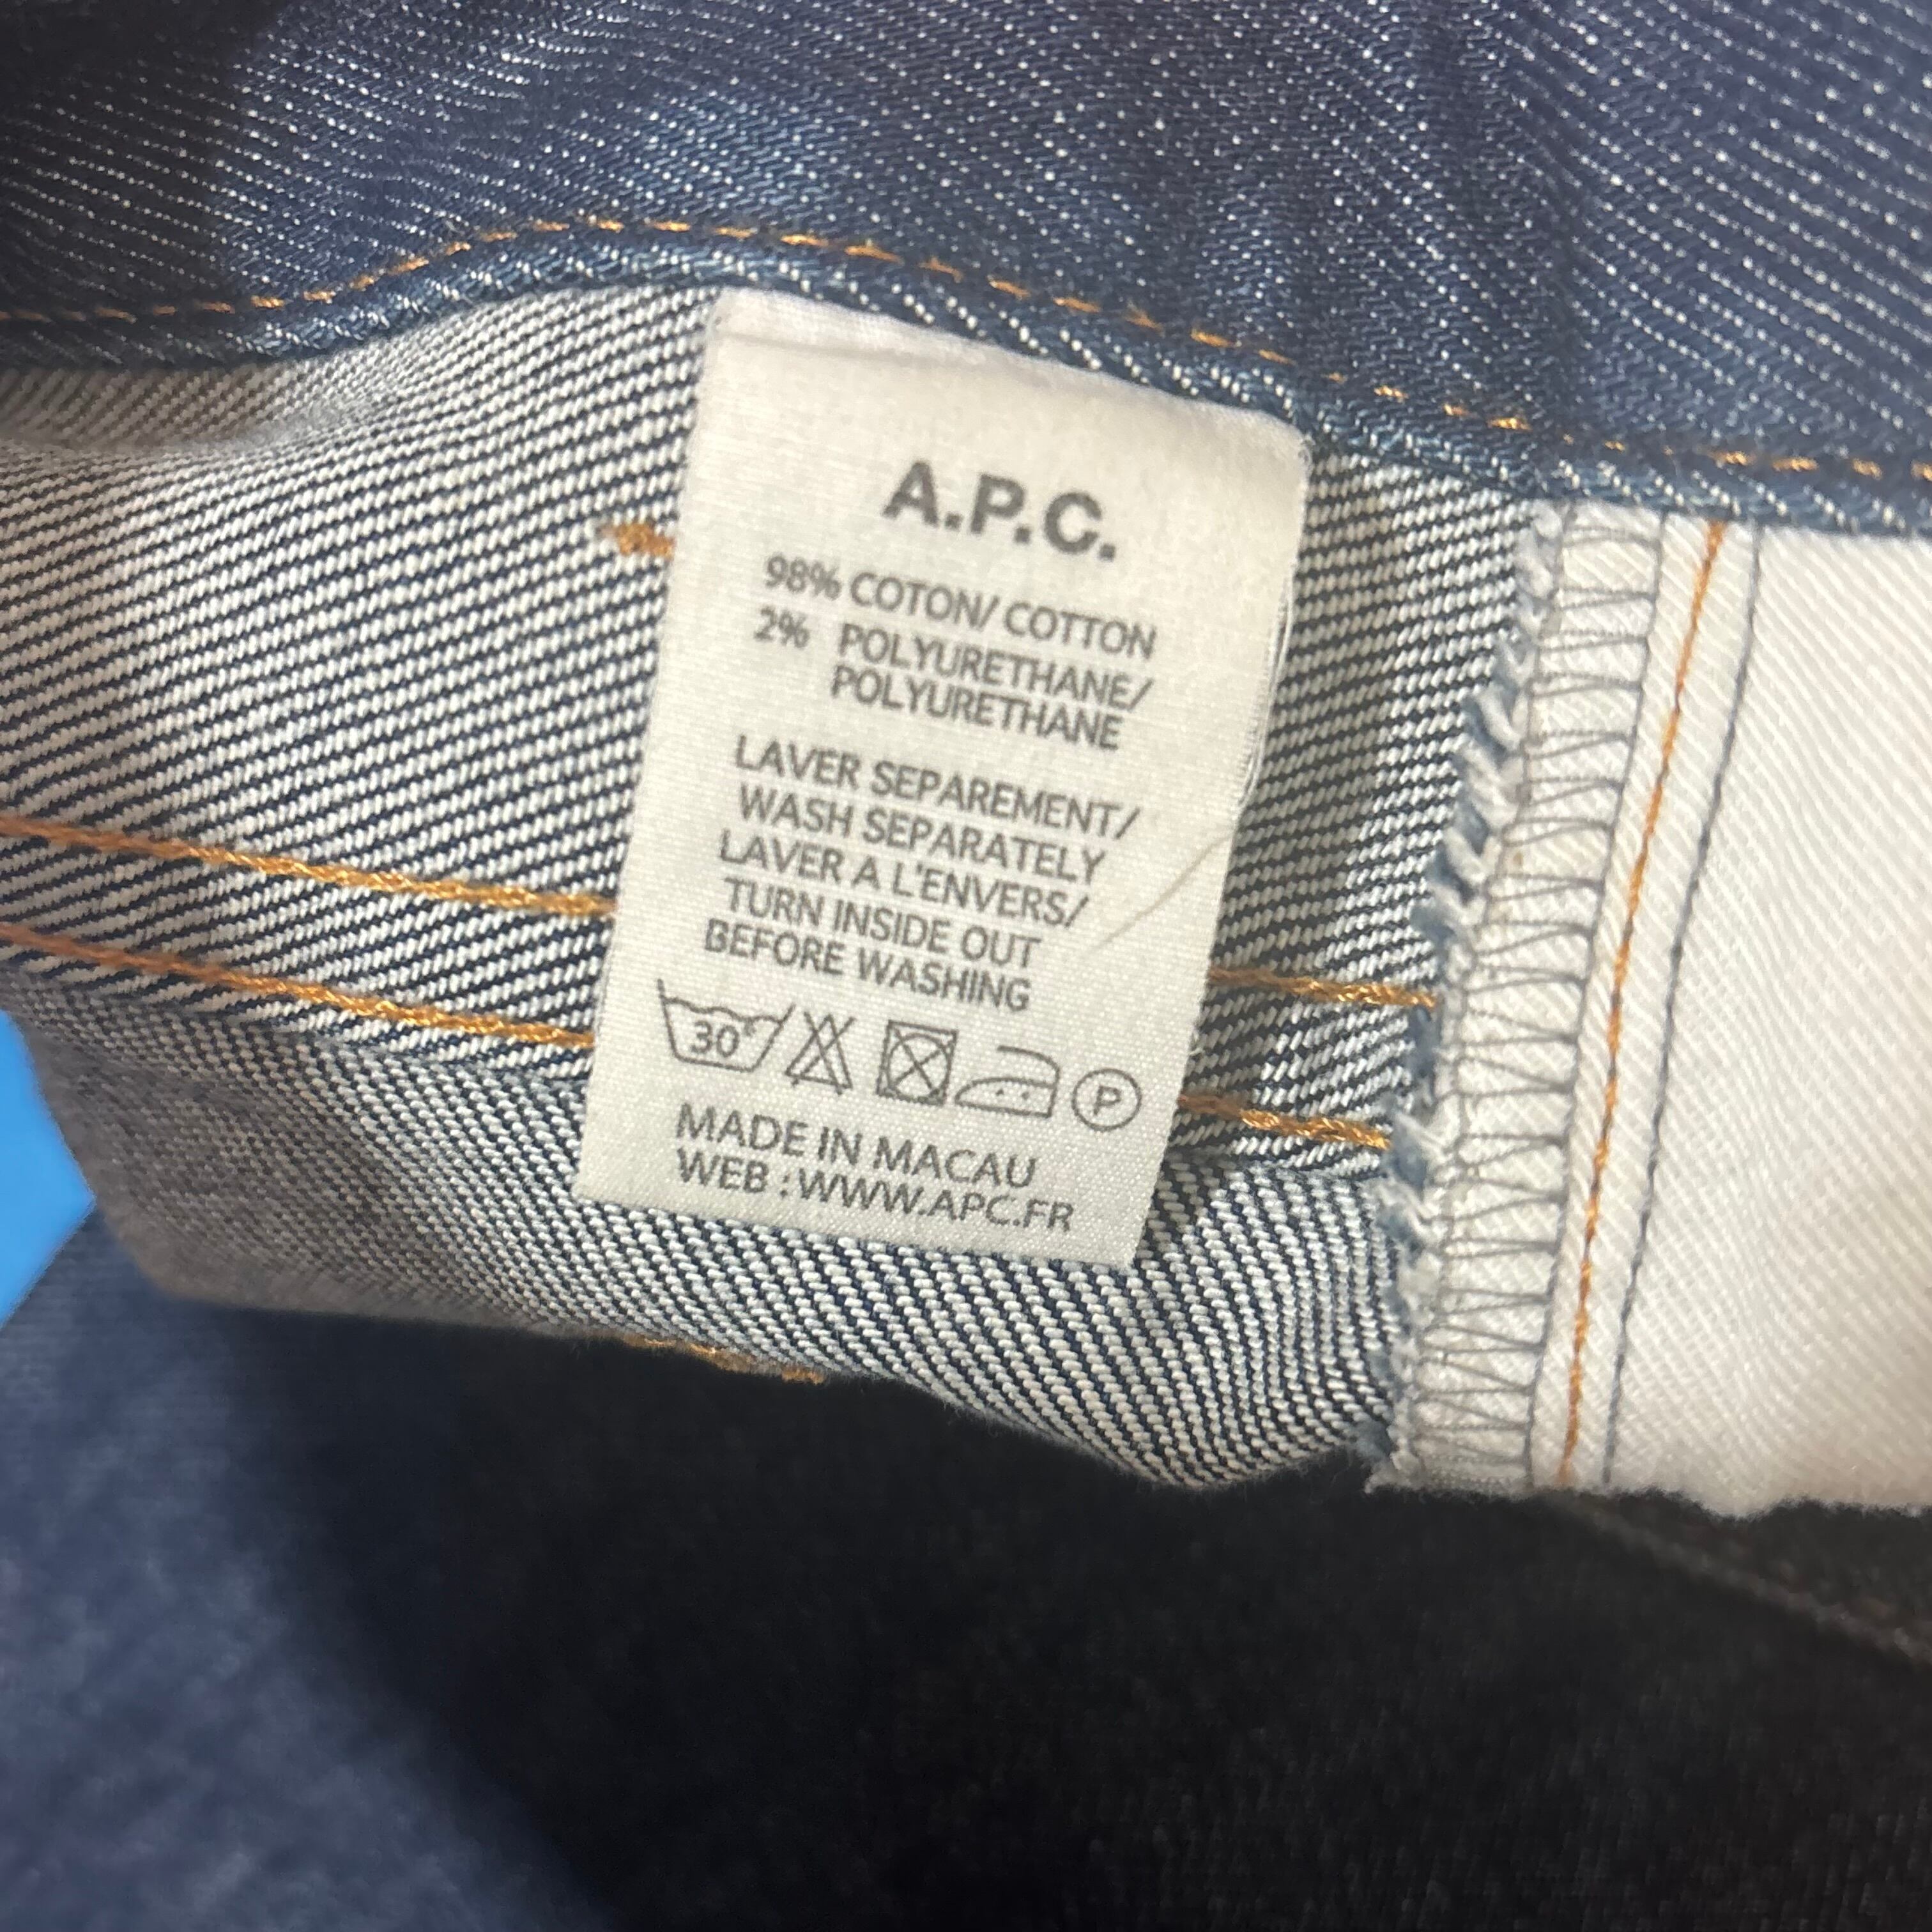 A.P.C.
98% COTON/ COTTON
2% POLYURETHANE/
POLYURETHANE
LAVER SEPAREMENT/
WASH SEPARATELY
LAVER A L'ENVERS/
TURN INSIDE OUT
BEFORE WASHING
30° P
MADE IN MACAU
WEB : WWW.APC.FR